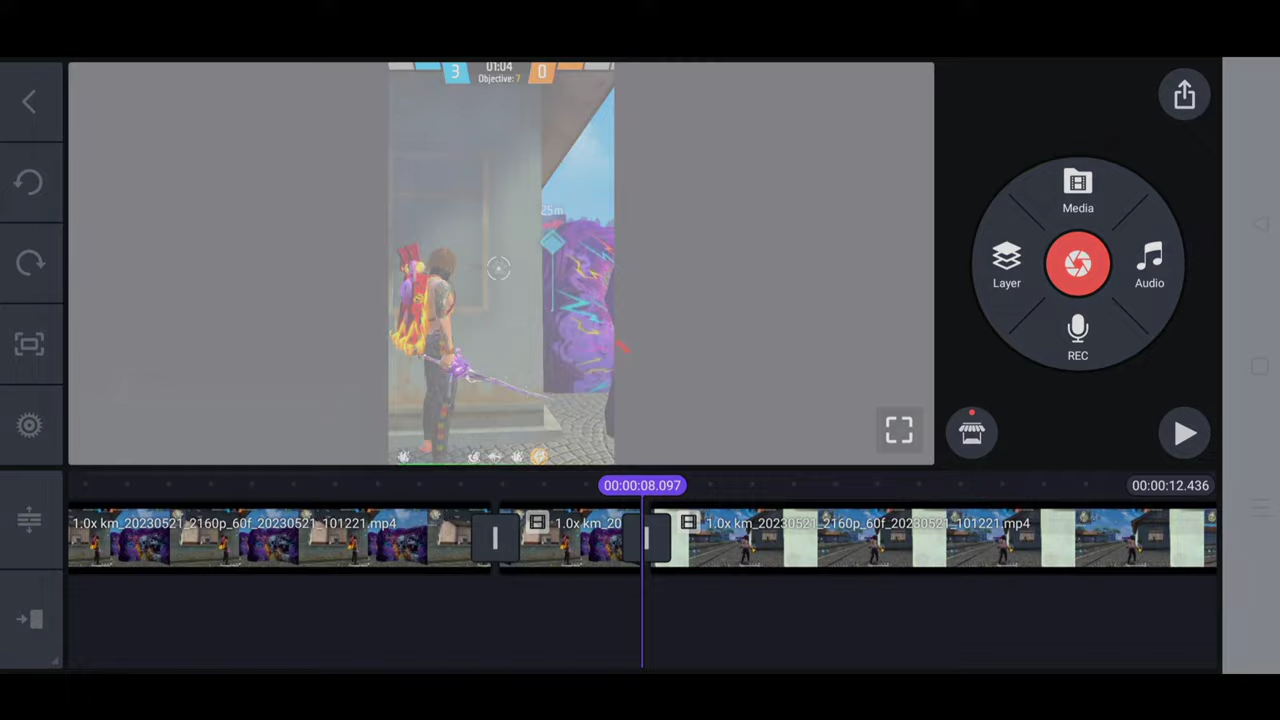 01:04
3
0
Objective: 7
25m
Media
Layer
Audio
REC
00:00:08.097
00:00:12.436
1.0x km_20230521_2160p_60f_20230521_101221.mp4
1.0x km_20
1.0x km_20230521_2160p_60f_20230521_101221.mp4